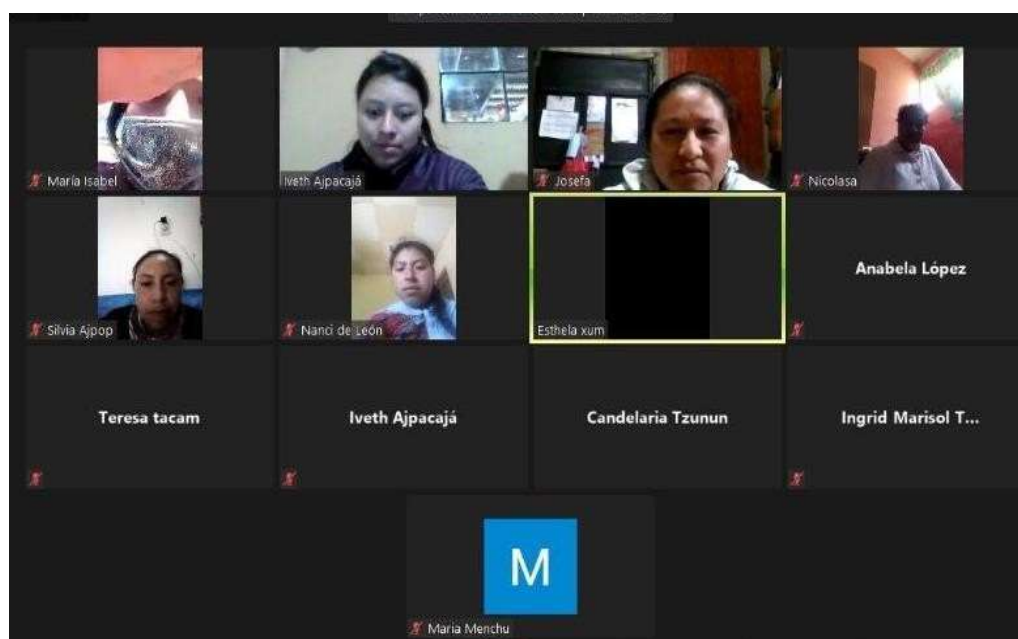 María Isabel
Iveth Ajpacajá
Josefa
Nicolasa
Silvia Ajpop
Nanci de León
Esthela xum
Anabela López
Teresa tacam
Iveth Ajpacajá
Candelaria Tzunun
Ingrid Marisol T...
M
Maria Menchu